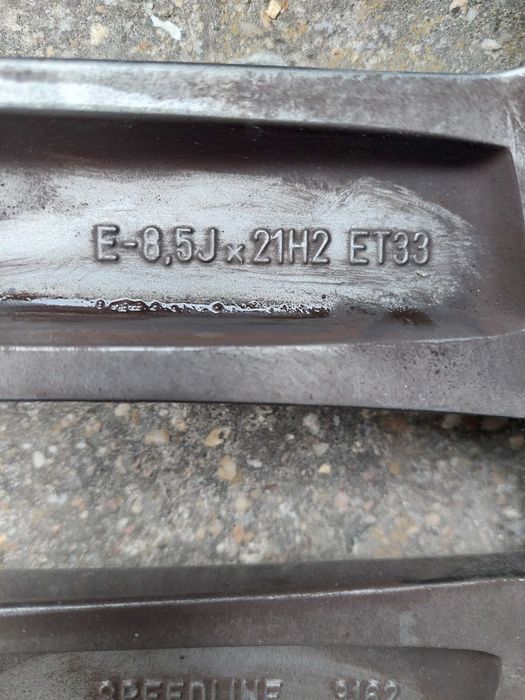 E-8,5J x 21H2 ET33
SPEEDLINE